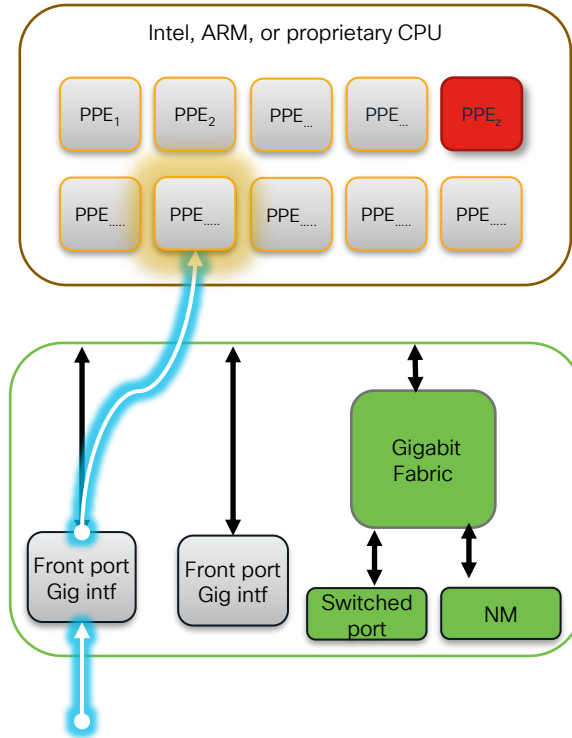 Intel, ARM, or proprietary CPU
PPE1 PPE2 PPE... PPE... PPEz
PPE..... PPE..... PPE..... PPE..... PPE.....
Gigabit
Fabric
Front port
Gig intf
Front port
Gig intf
Switched
port
NM